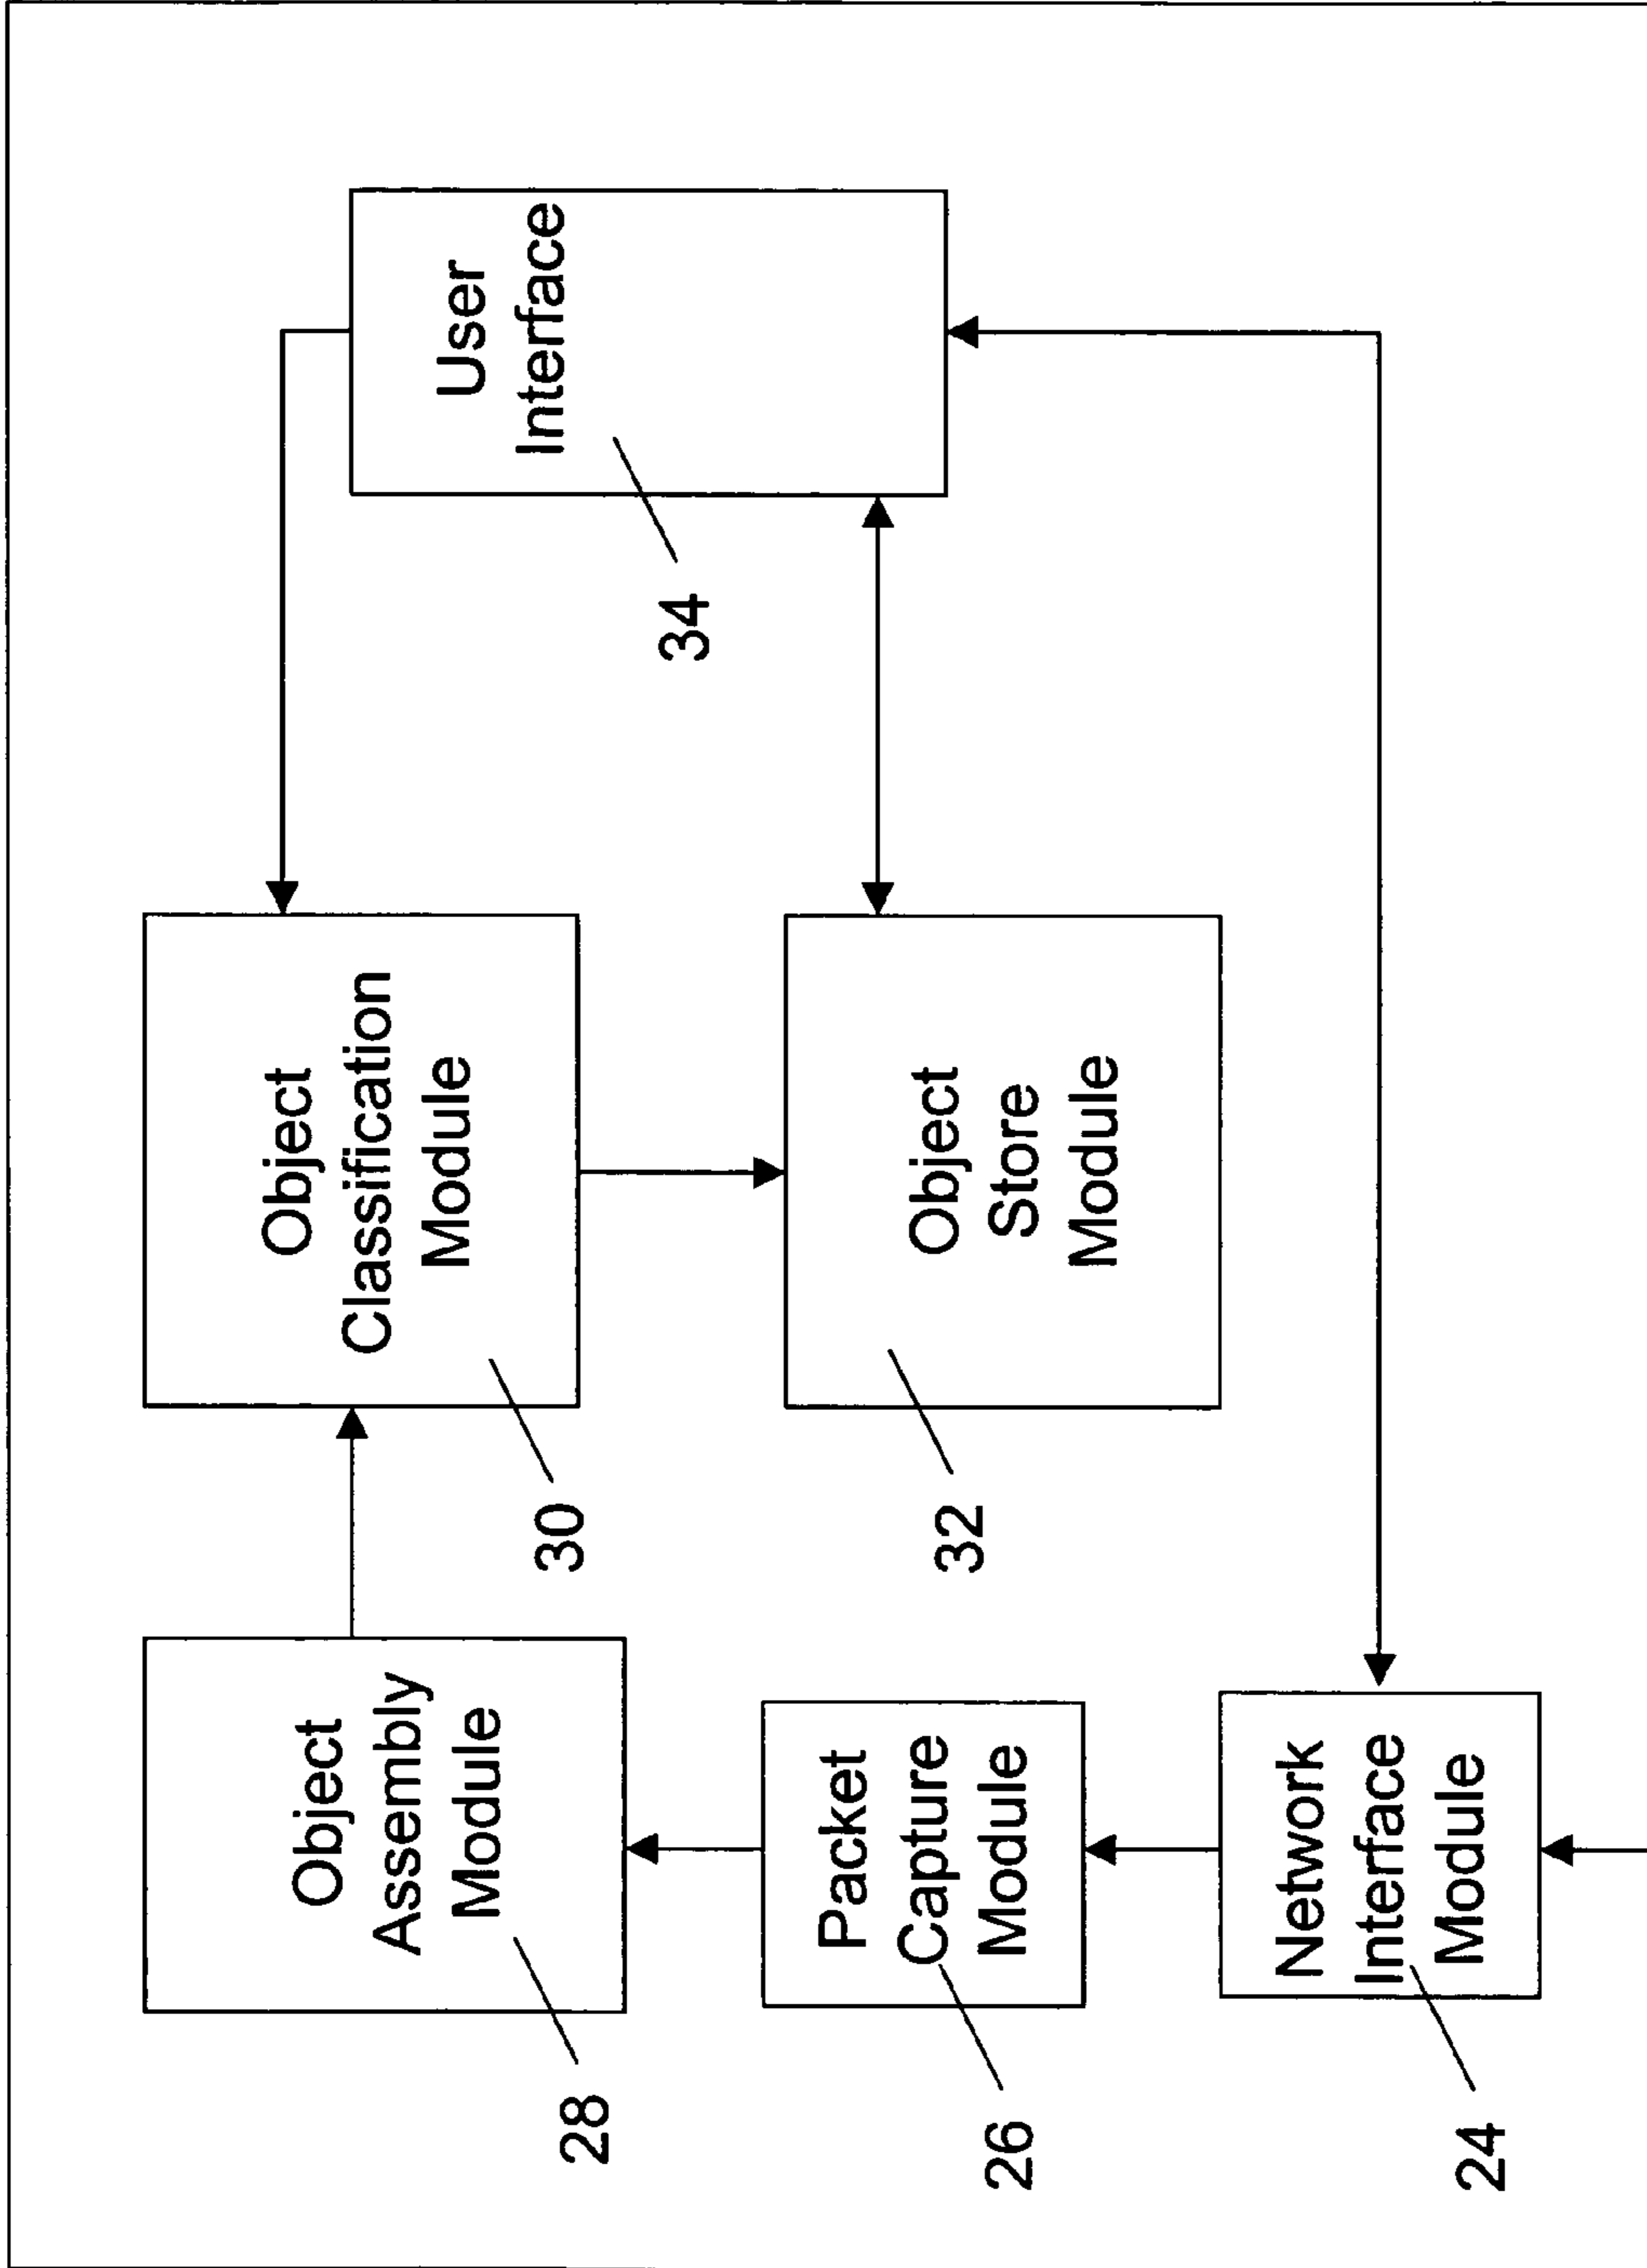 Object
Assembly
Module
28
Packet
Capture
Module
26
Network
Interface
Module
24
Object
Classification
Module
30
Object
Store
Module
32
User
Interface
34